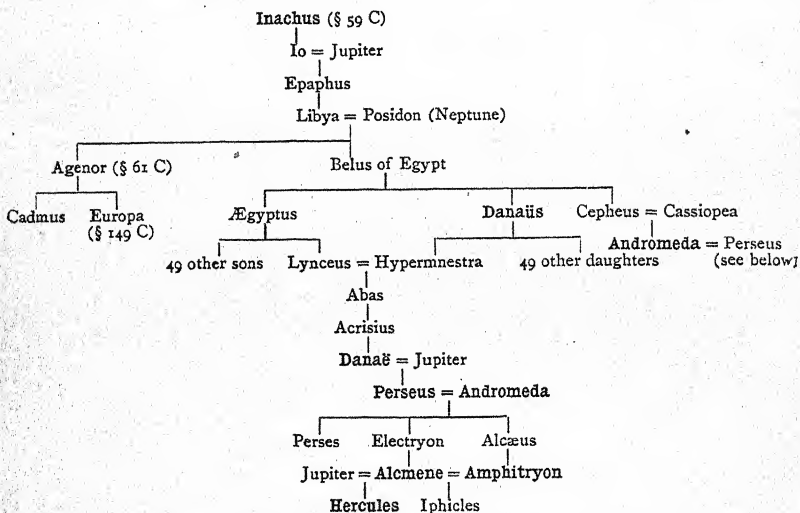 Inachus (§ 59 C)
Io = Jupiter
Epaphus
Libya = Posidon (Neptune)
Agenor (§ 61 C) Belus of Egypt
Cadmus Europa Ægyptus Danaüs Cepheus = Cassiopea
(§ 149 C) Andromeda = Perseus
49 other sons Lynceus = Hypermnestra 49 other daughters (see below)
Abas
Acrisius
Danaë = Jupiter
Perseus = Andromeda
Perses Electryon Alcæus
Jupiter = Alcmene = Amphitryon
Hercules Iphicles